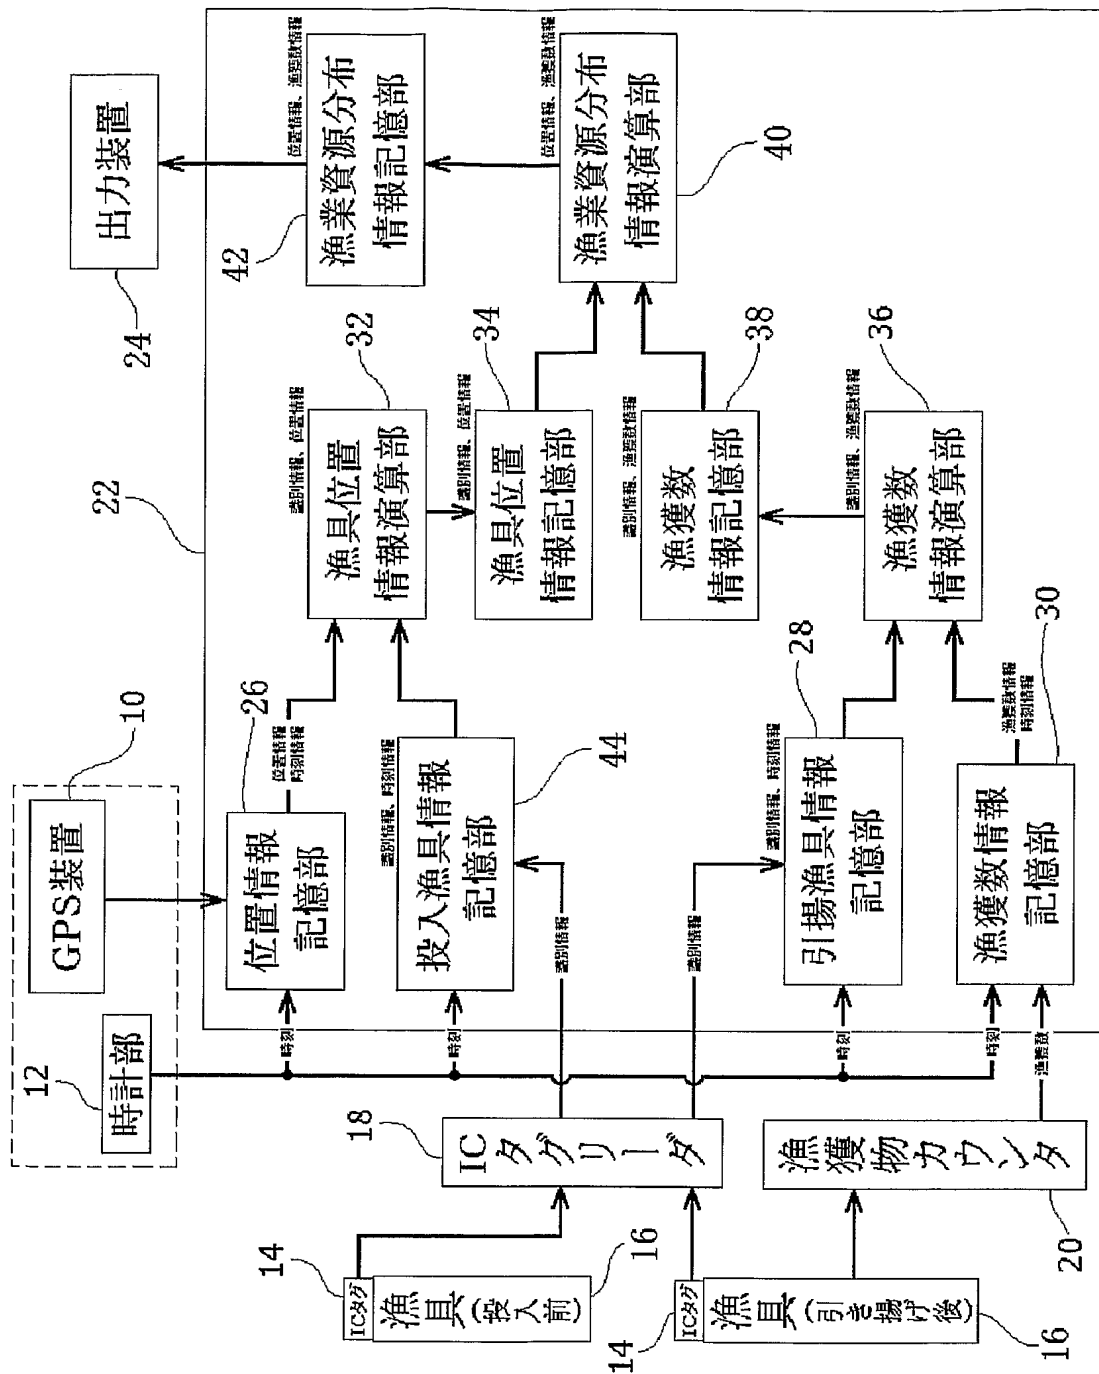 10
GPS装置
12
時計部
14
ICタグ
漁具
(投入前)
16
14
ICタグ
漁具
(引き揚げ後)
16
18
IC
タグリーダ
漁獲物カウンタ
20
22
時刻
時刻
識別情報
識別情報
時刻
時刻
漁獲数
26
位置情報
記憶部
位置情報
時刻情報
44
投入漁具情報
記憶部
識別情報、時刻情報
28
引揚漁具情報
記憶部
識別情報、時刻情報
30
漁獲数情報
記憶部
漁獲数情報
時刻情報
32
漁具位置
情報演算部
識別情報、位置情報
34
漁具位置
情報記憶部
識別情報、位置情報
38
漁獲数
情報記憶部
識別情報、漁獲数情報
36
漁獲数
情報演算部
識別情報、漁獲数情報
40
漁業資源分布
情報演算部
位置情報、漁獲数情報
42
漁業資源分布
情報記憶部
位置情報、漁獲数情報
24
出力装置